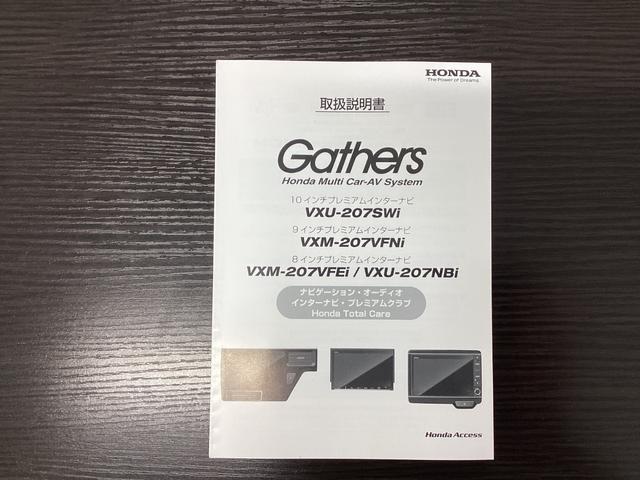 HONDA
The Power of Dreams
取扱説明書
Gathers
Honda Multi Car-AV System
10インチプレミアムインターナビ
VXU-207SWi
9インチプレミアムインターナビ
VXM-207VFNi
8インチプレミアムインターナビ
VXM-207VFEi / VXU-207NBi
ナビゲーション・オーディオ
インターナビ・プレミアムクラブ
Honda Total Care
Honda Access